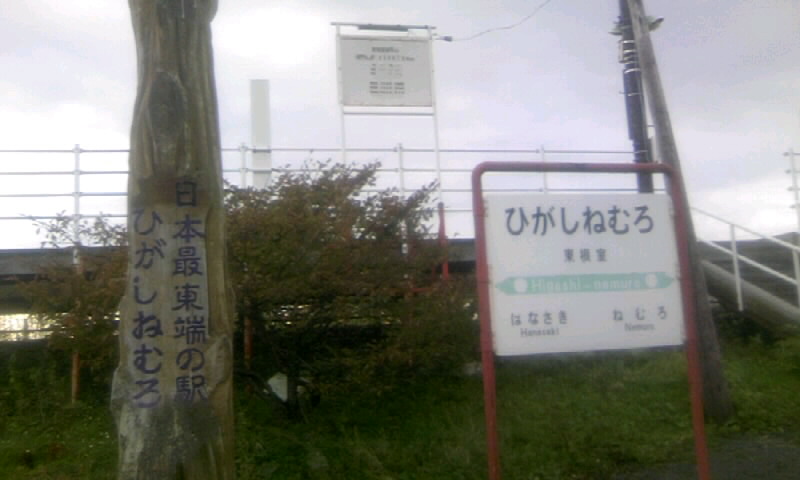 日本最東端の駅
ひがしねむろ
ひがしねむろ
東根室
Higashi-nemuro
はなさき ねむろ
Hanasaki Nemuro